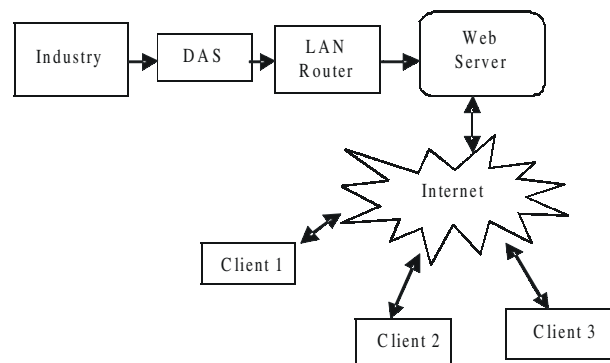 Industry
DAS
LAN
Router
Web
Server
Internet
Client 1
Client 2
Client 3